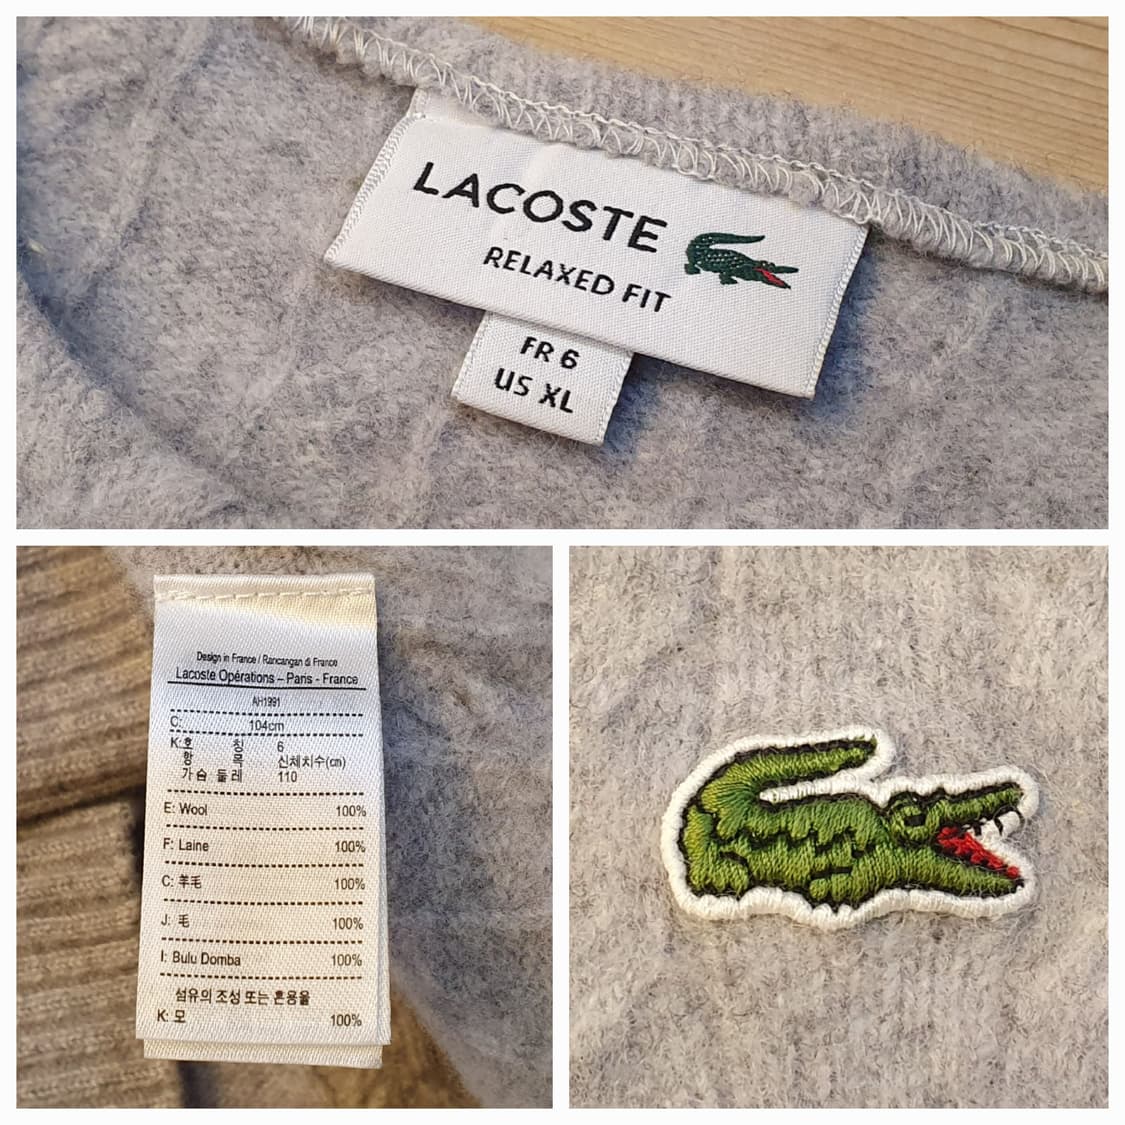 LACOSTE
RELAXED FIT
FR 6
US XL
Design in France / Rancangan di France
Lacoste Opérations – Paris - France
AH1991
C: 104cm
K: 호 칭 6
항 목 신체치수(cm)
가슴 둘레 110
E: Wool 100%
F: Laine 100%
C: 羊毛 100%
J: 毛 100%
I: Bulu Domba 100%
섬유의 조성 또는 혼용율
K: 모 100%